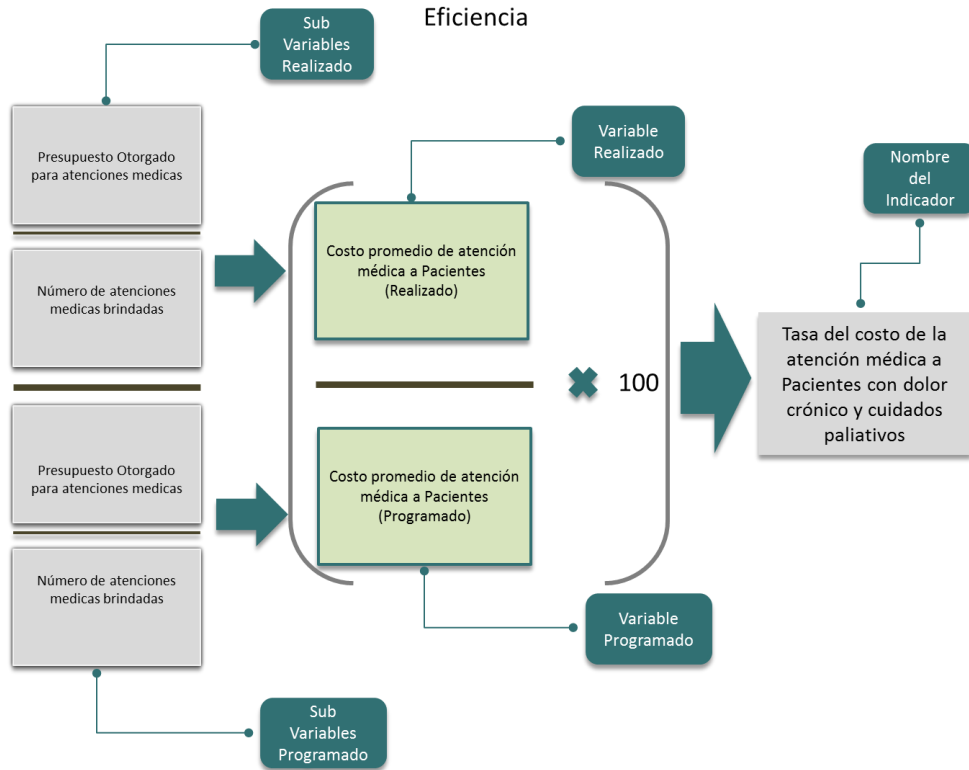 Eficiencia
Sub
Variables
Realizado
Presupuesto Otorgado
para atenciones medicas
Número de atenciones
medicas brindadas
Presupuesto Otorgado
para atenciones medicas
Número de atenciones
medicas brindadas
Sub
Variables
Programado
Variable
Realizado
Costo promedio de atención
médica a Pacientes
(Realizado)
100
Costo promedio de atención
médica a Pacientes
(Programado)
Variable
Programado
Nombre
del
Indicador
Tasa del costo de la
atención médica a
Pacientes con dolor
crónico y cuidados
paliativos